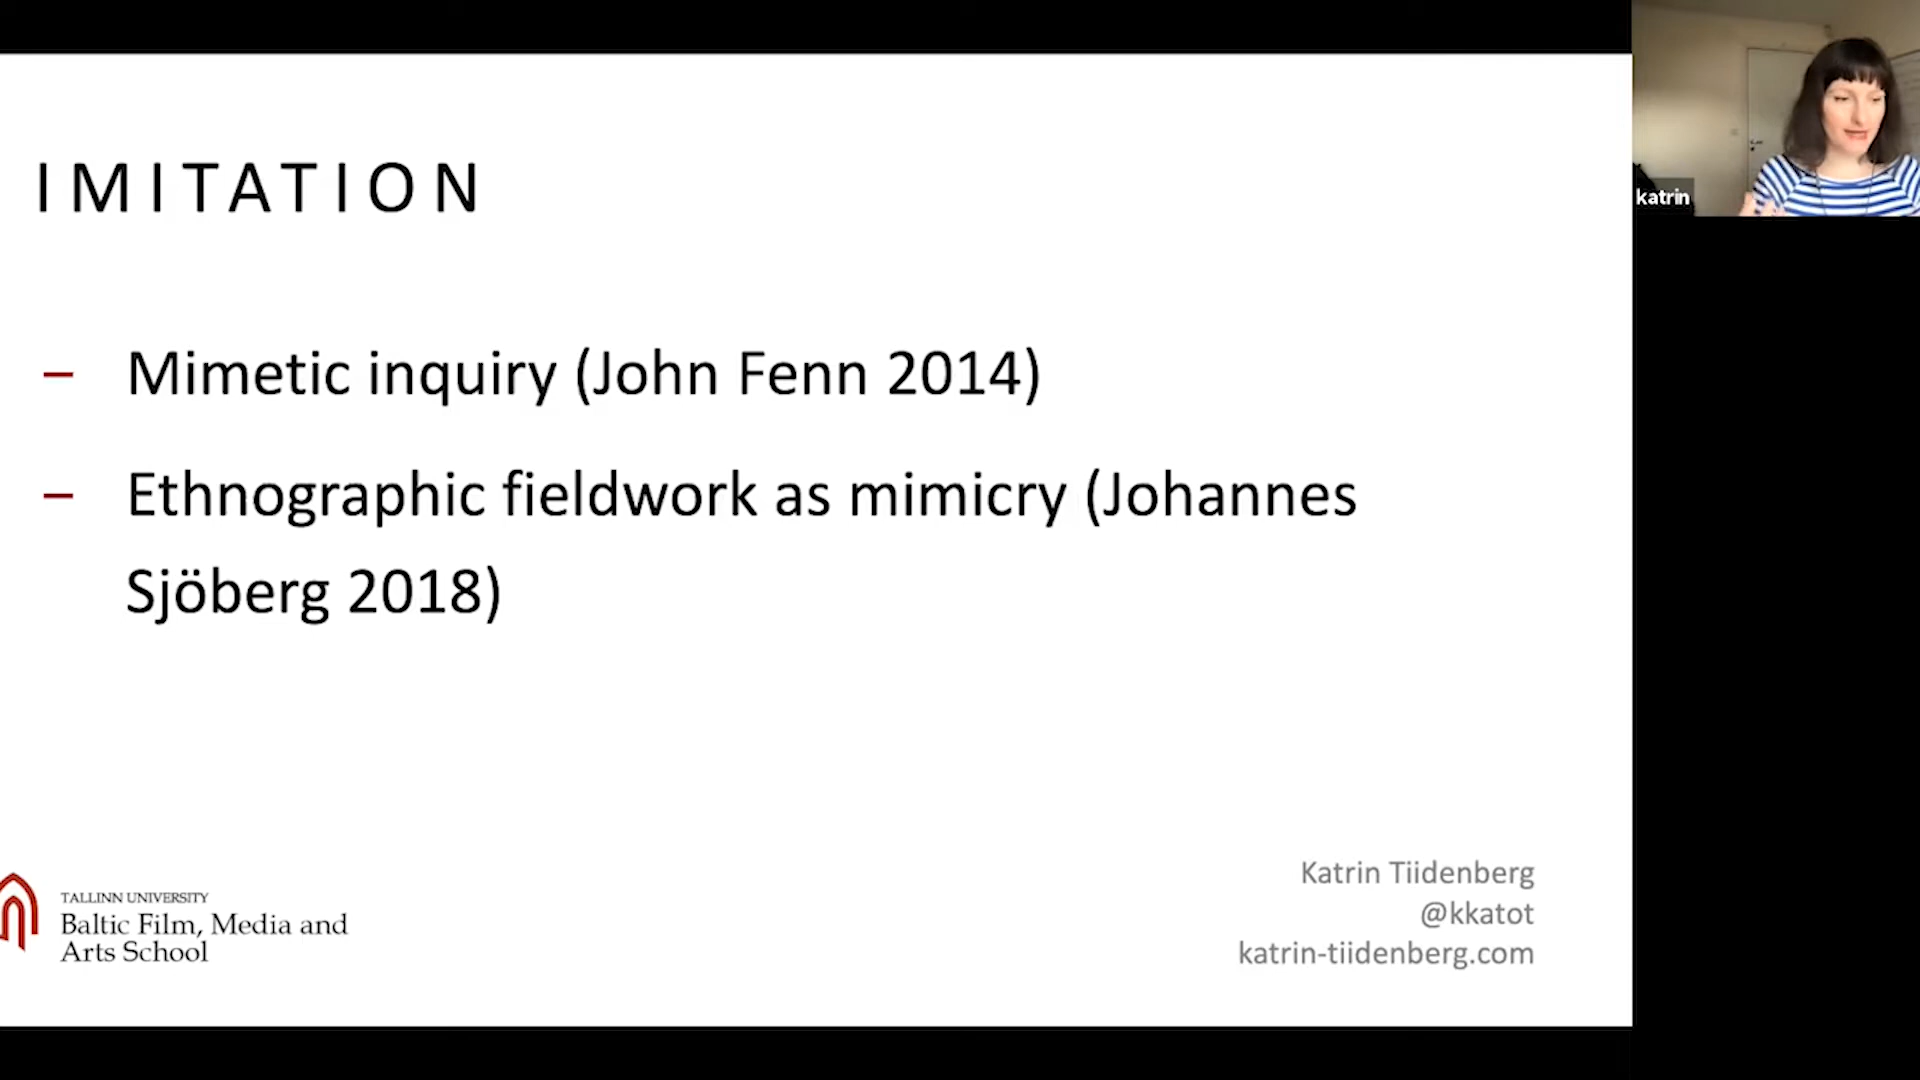 IMITATION
– Mimetic inquiry (John Fenn 2014)
– Ethnographic fieldwork as mimicry (Johannes
Sjöberg 2018)
TALLINN UNIVERSITY
Baltic Film, Media and
Arts School
Katrin Tiidenberg
@kkatot
katrin-tiidenberg.com
katrin